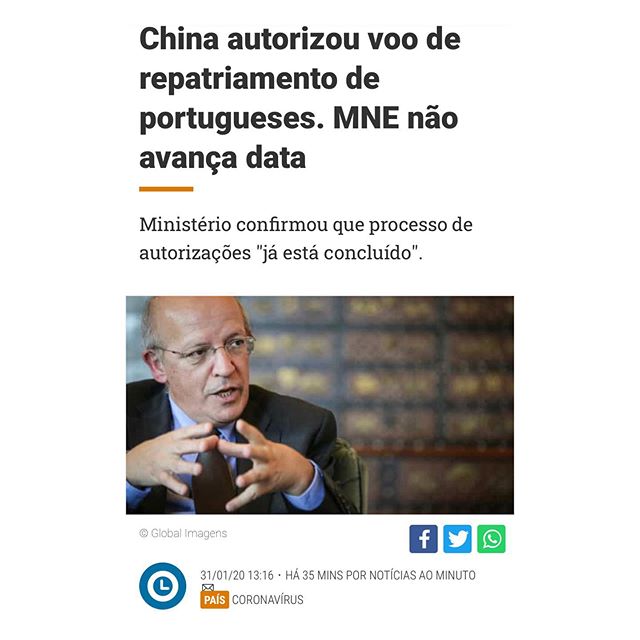 China autorizou voo de
repatriamento de
portugueses. MNE não
avança data
Ministério confirmou que processo de
autorizações "já está concluído".
© Global Imagens
31/01/20 13:16 · HÁ 35 MINS POR NOTÍCIAS AO MINUTO
PAÍS CORONAVÍRUS